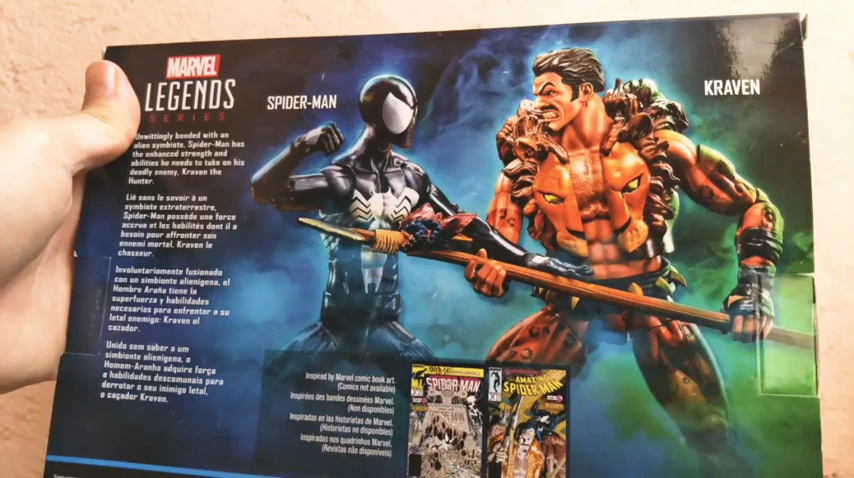 MARVEL
LEGENDS
SERIES
SPIDER-MAN
KRAVEN
Unwittingly bonded with an
alien symbiote, Spider-Man has
the enhanced strength and
abilities he needs to take on his
deadly enemy, Kraven the
Hunter.
Lié sans le savoir à un
symbiote extraterrestre,
Spider-Man possède une force
accrue et les habilités dont il a
besoin pour affronter son
ennemi mortel, Kraven le
chasseur.
Involuntariamente fusionado
con un simbionte alienígena, el
Hombre Araña tiene la
superfuerza y habilidades
necesarias para enfrentar a su
letal enemigo: Kraven el
cazador.
Unido sem saber a um
simbionte alienígena, o
Homem-Aranha adquire força
e habilidades descomunais para
derrotar o seu inimigo letal,
o caçador Kraven.
Inspired by Marvel comic book art.
(Comics not available)
Inspirées des bandes dessinées Marvel.
(Non disponibles)
Inspiradas en las historietas de Marvel.
(Historietas no disponibles)
Inspiradas nos quadrinhos Marvel.
(Revistas não disponíveis)
SPIDER-MAN
AMAZING
SPIDER-MAN